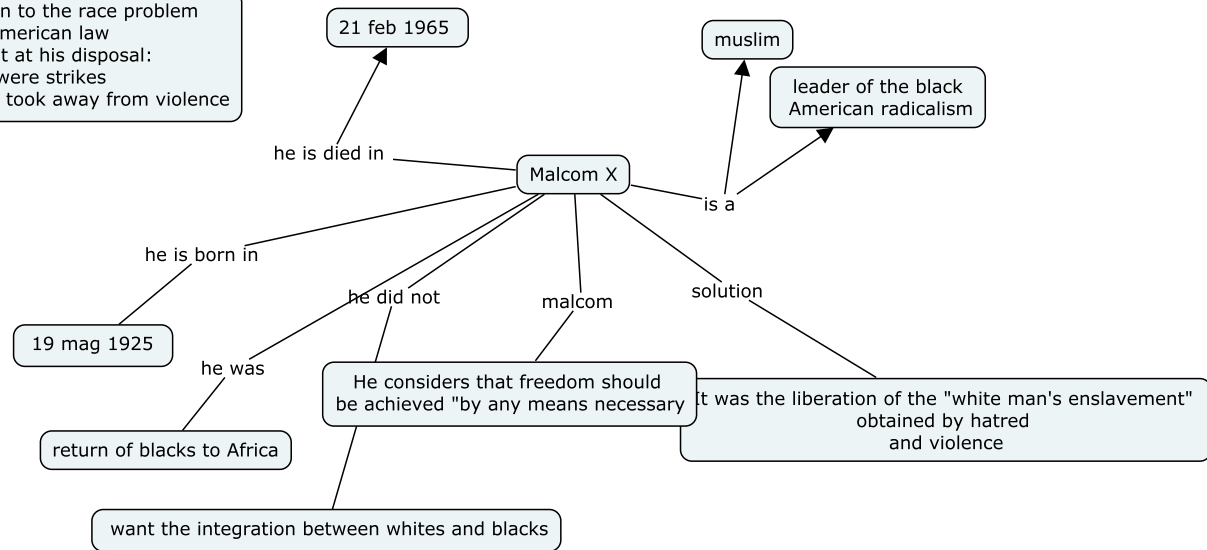 n to the race problem
merican law
t at his disposal:
were strikes
took away from violence
21 feb 1965
muslim
leader of the black
American radicalism
he is died in
Malcom X
is a
he is born in
he did not
malcom
solution
19 mag 1925
he was
He considers that freedom should
be achieved "by any means necessary
It was the liberation of the "white man's enslavement"
obtained by hatred
and violence
return of blacks to Africa
want the integration between whites and blacks